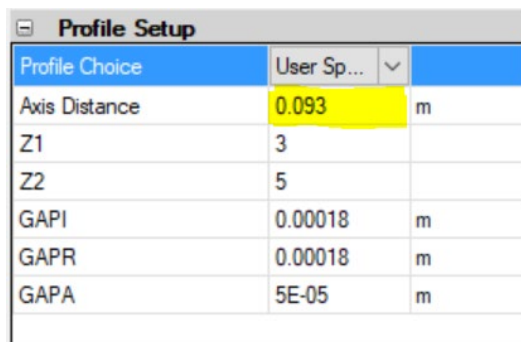 Profile Setup
Profile Choice User Sp...
Axis Distance 0.093 m
Z1 3
Z2 5
GAPI 0.00018 m
GAPR 0.00018 m
GAPA 5E-05 m